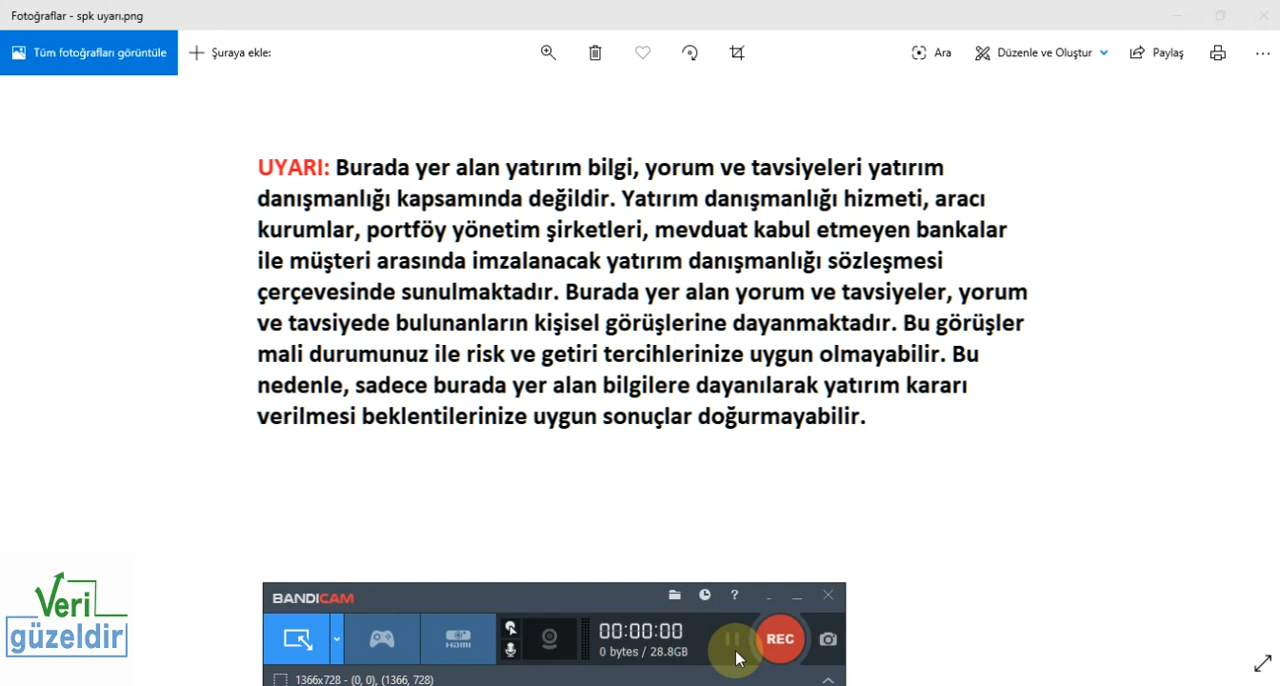 Fotoğraflar - spk uyarı.png
Tüm fotoğrafları görüntüle Şuraya ekle: Ara Düzenle ve Oluştur Paylaş
UYARI: Burada yer alan yatırım bilgi, yorum ve tavsiyeleri yatırım
danışmanlığı kapsamında değildir. Yatırım danışmanlığı hizmeti, aracı
kurumlar, portföy yönetim şirketleri, mevduat kabul etmeyen bankalar
ile müşteri arasında imzalanacak yatırım danışmanlığı sözleşmesi
çerçevesinde sunulmaktadır. Burada yer alan yorum ve tavsiyeler, yorum
ve tavsiyede bulunanların kişisel görüşlerine dayanmaktadır. Bu görüşler
mali durumunuz ile risk ve getiri tercihlerinize uygun olmayabilir. Bu
nedenle, sadece burada yer alan bilgilere dayanılarak yatırım kararı
verilmesi beklentilerinize uygun sonuçlar doğurmayabilir.
Veri
güzeldir
BANDICAM ?
HDMI 00:00:00 REC
0 bytes / 28.8GB
1366x728 - (0, 0), (1366, 728)